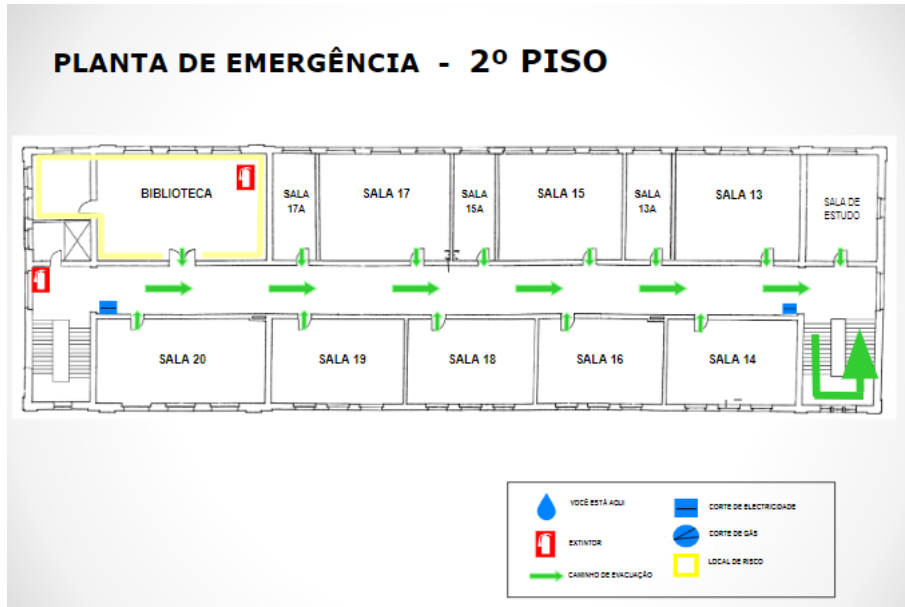 PLANTA DE EMERGÊNCIA - 2º PISO
BIBLIOTECA
SALA
17A
SALA 17
SALA
15A
SALA 15
SALA
13A
SALA 13
SALA DE
ESTUDO
SALA 20
SALA 19
SALA 18
SALA 16
SALA 14
VOCÊ ESTÀ AQUI
EXTINTOR
CAMINHO DE EVACUAÇÃO
CORTE DE ELECTRICIDADE
CORTE DE GÁS
LOCAL DE RISCO